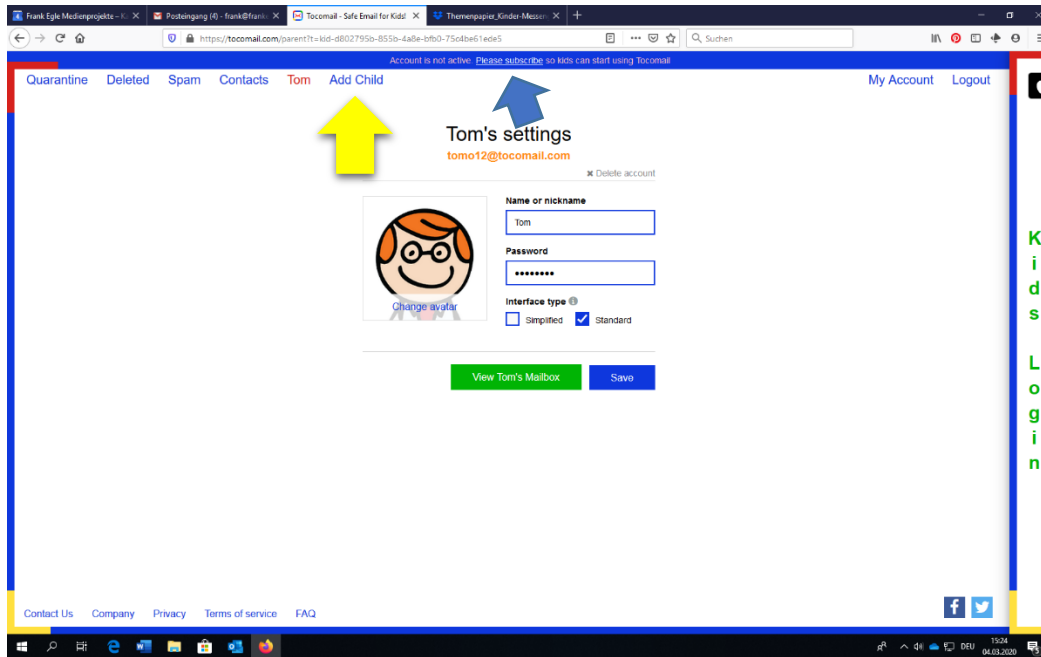 Frank Egle Medienprojekte – K
Posteingang (4) - frank@frank
Tocomail - Safe Email for Kids!
Themenpapier_Kinder-Messen
https://tocomail.com/parent?t=kid-d802795b-855b-4a8e-bfb0-75c4be61ede5
Suchen
Account is not active. Please subscribe so kids can start using Tocomail
Quarantine Deleted Spam Contacts Tom Add Child My Account Logout
Tom's settings
tomo12@tocomail.com
✖ Delete account
Name or nickname
Tom
Password
••••••••
Change avatar
Interface type
Simplified Standard
View Tom's Mailbox Save
Kids Login
Contact Us Company Privacy Terms of service FAQ
DEU
15:24
04.03.2020